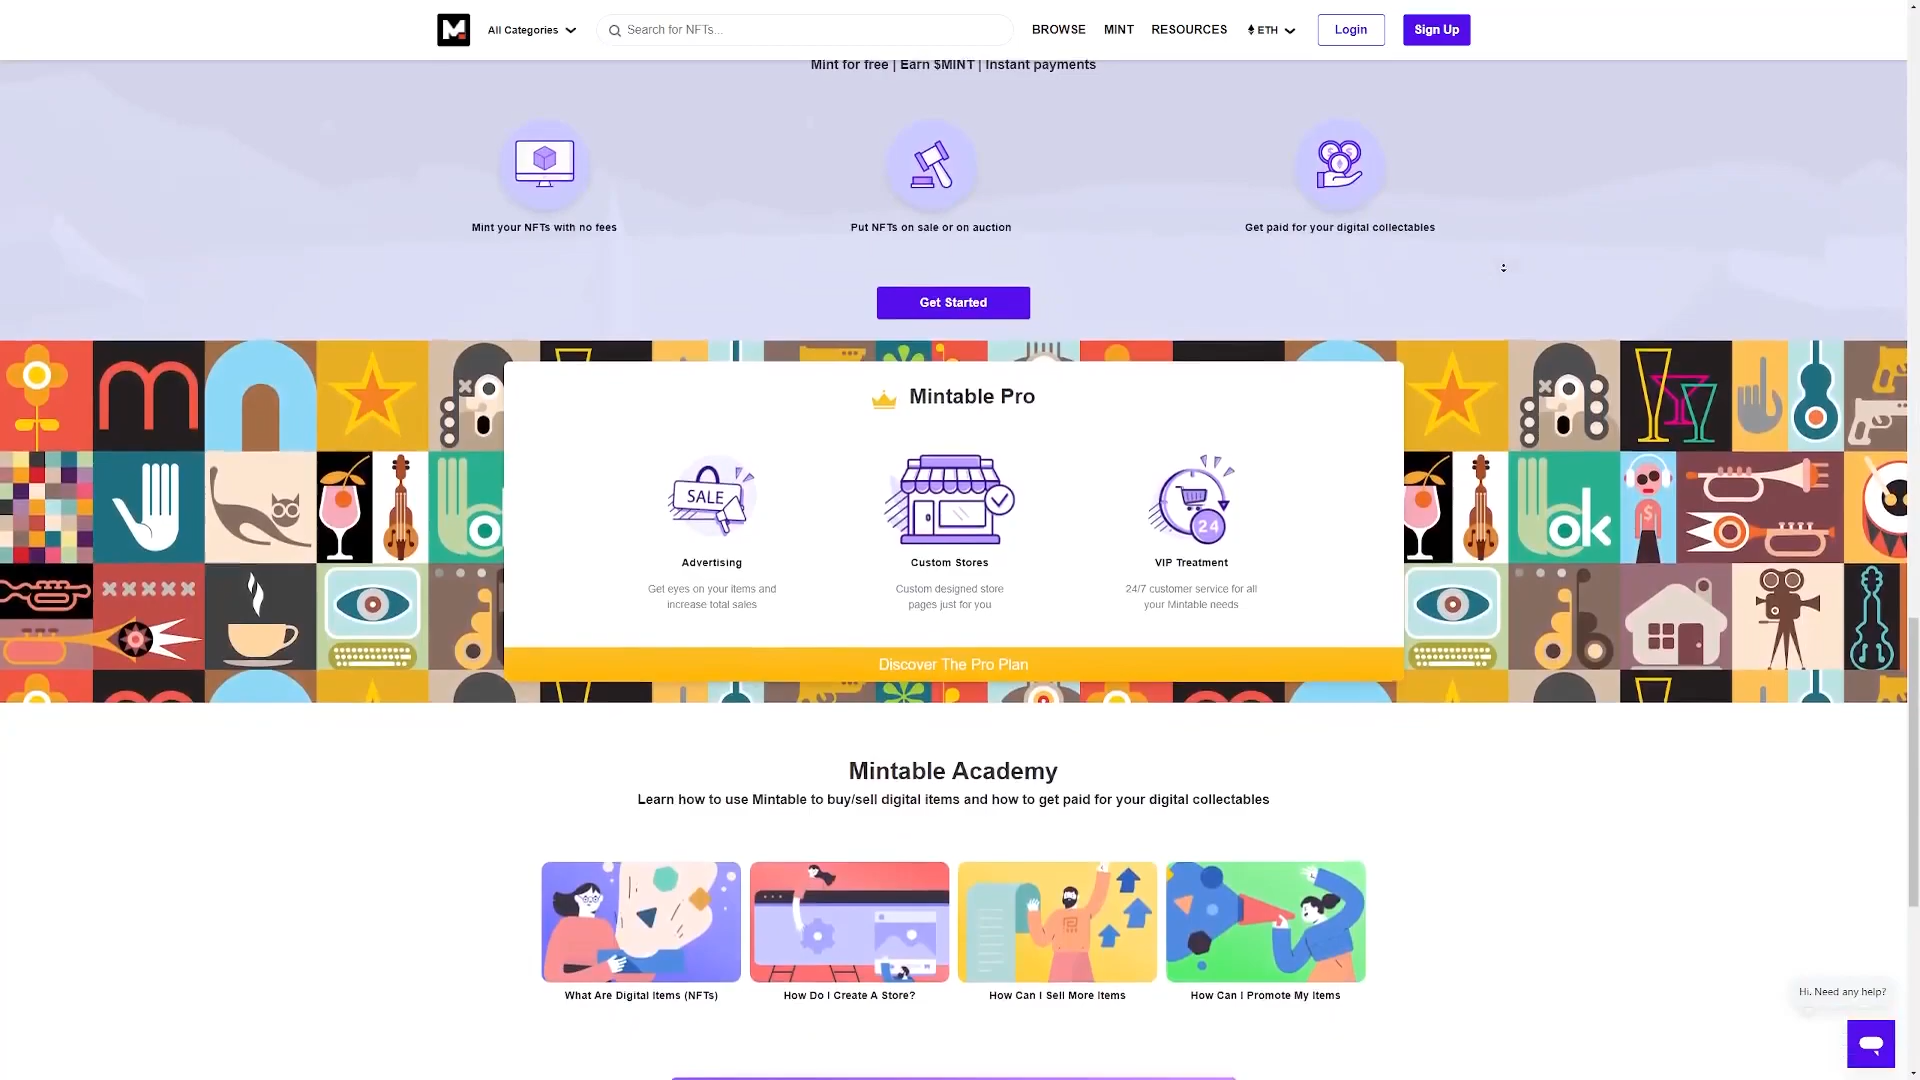 M
All Categories
Search for NFTs...
BROWSE
MINT
RESOURCES
ETH
Login
Sign Up
Mint for free | Earn $MINT | Instant payments
Mint your NFTs with no fees
Put NFTs on sale or on auction
Get paid for your digital collectables
Get Started
Mintable Pro
SALE
24
Advertising
Custom Stores
VIP Treatment
Get eyes on your items and
increase total sales
Custom designed store
pages just for you
24/7 customer service for all
your Mintable needs
ok
Discover The Pro Plan
Mintable Academy
Learn how to use Mintable to buy/sell digital items and how to get paid for your digital collectables
What Are Digital Items (NFTs)
How Do I Create A Store?
How Can I Sell More Items
How Can I Promote My Items
Hi. Need any help?